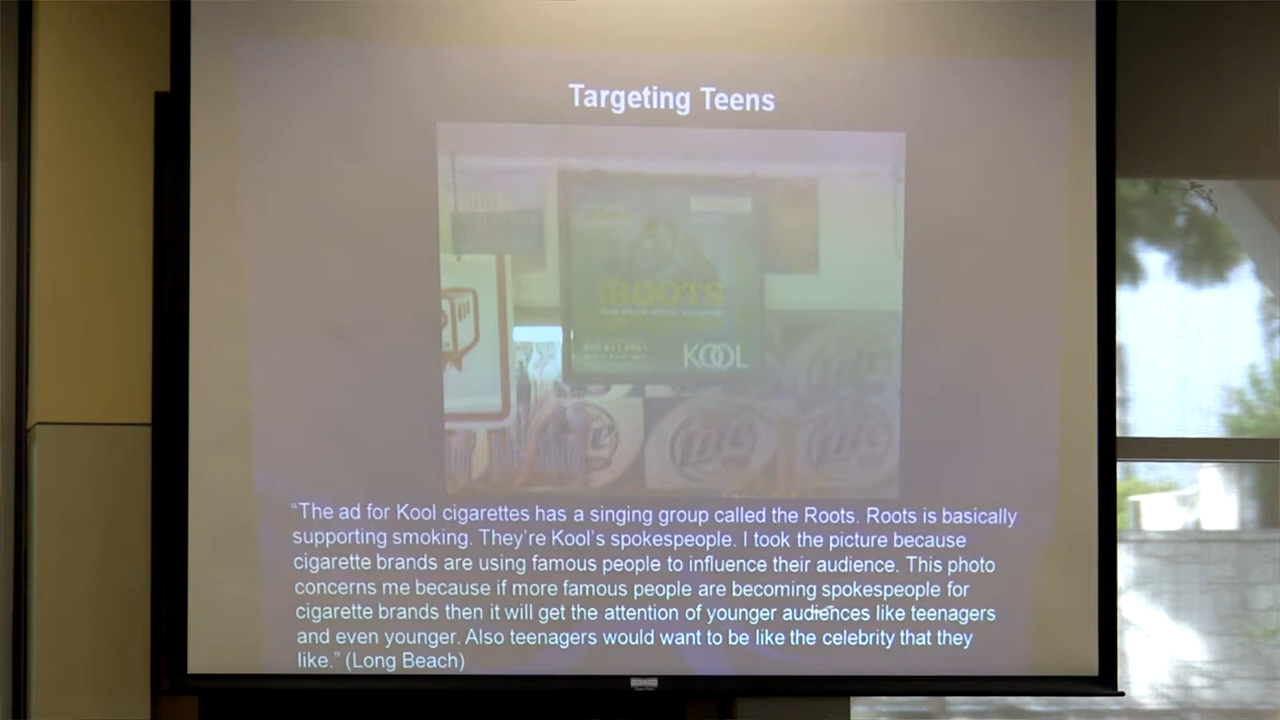 Targeting Teens
ROOTS
KOOL
“The ad for Kool cigarettes has a singing group called the Roots. Roots is basically
supporting smoking. They’re Kool’s spokespeople. I took the picture because
cigarette brands are using famous people to influence their audience. This photo
concerns me because if more famous people are becoming spokespeople for
cigarette brands then it will get the attention of younger audiences like teenagers
and even younger. Also teenagers would want to be like the celebrity that they
like.” (Long Beach)